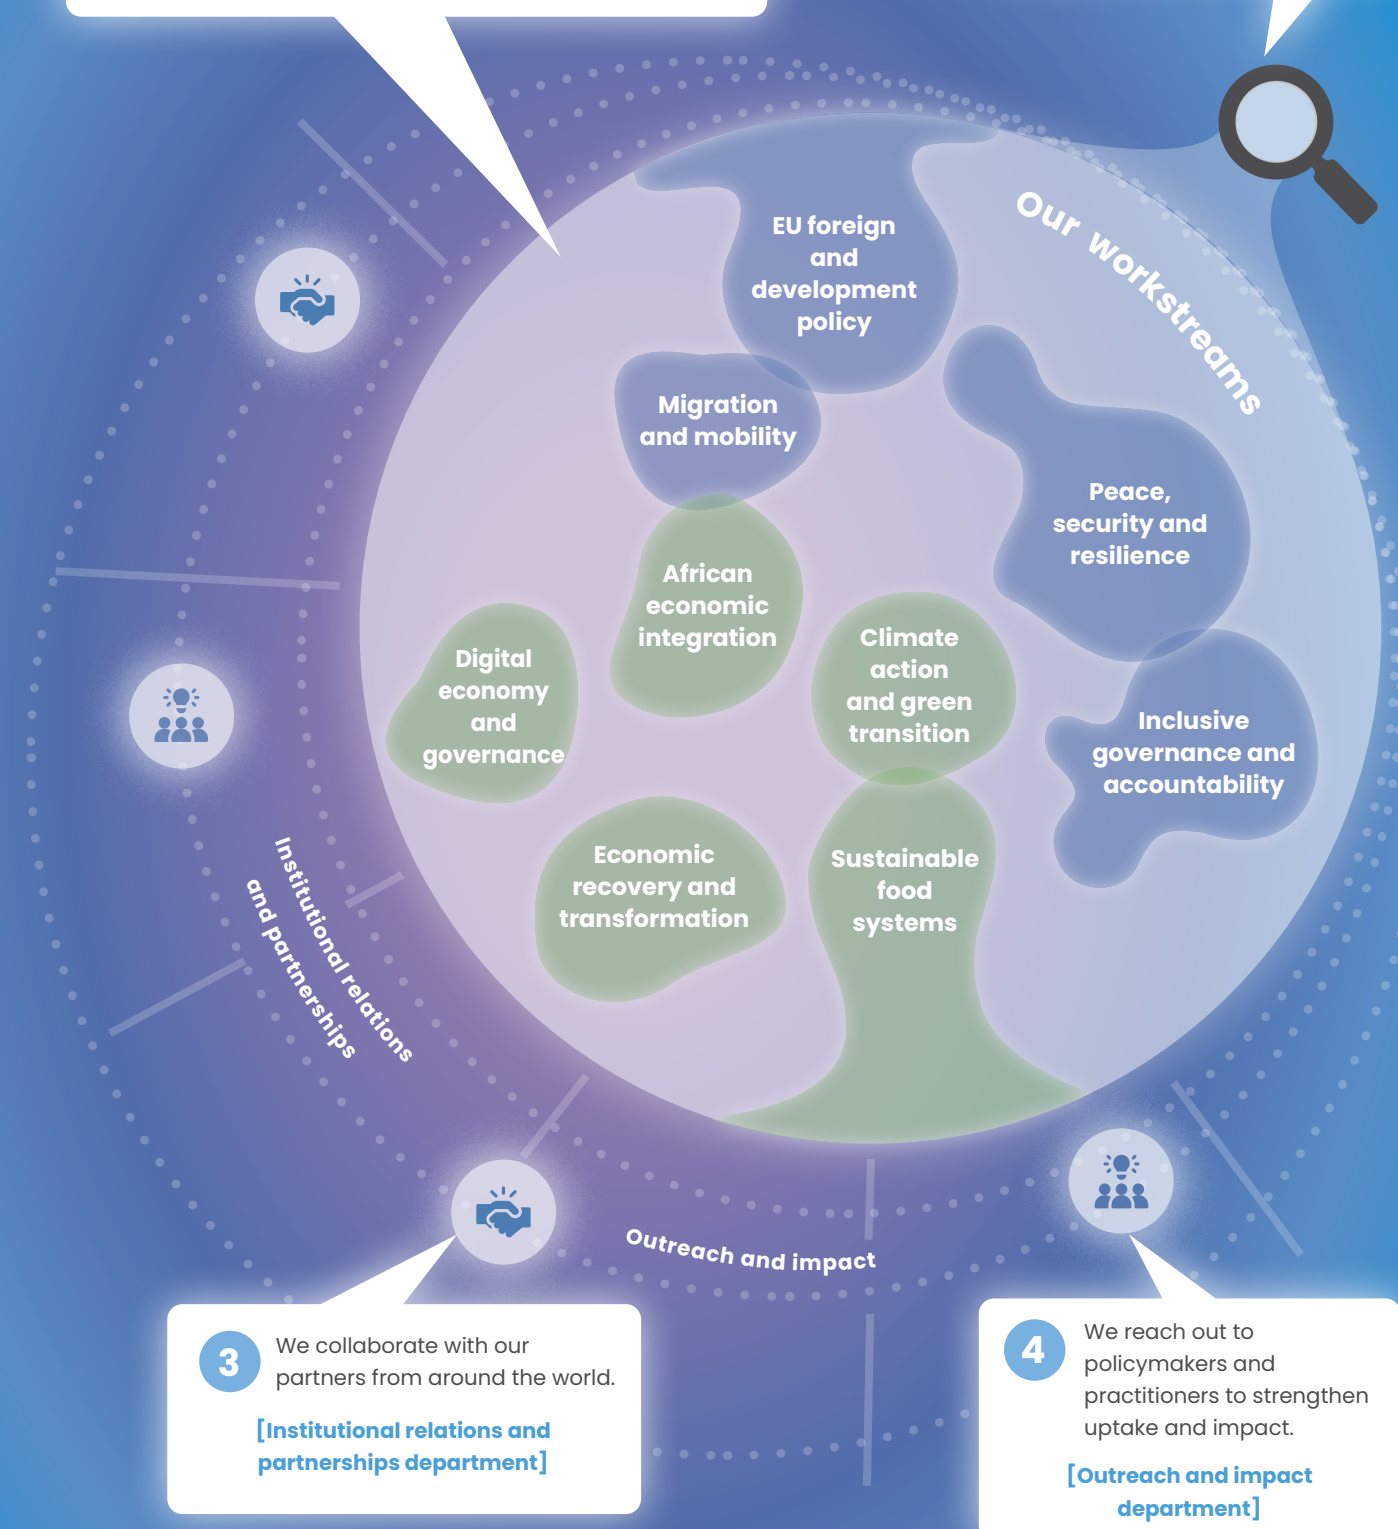 Our workstreams
EU foreign
and
development
policy
Migration
and mobility
Peace,
security and
resilience
African
economic
integration
Climate
action
and green
transition
Digital
economy
and
governance
Inclusive
governance and
accountability
Economic
recovery and
transformation
Sustainable
food
systems
Institutional relations
and partnerships
Outreach and impact
3
We collaborate with our
partners from around the world.
[Institutional relations and
partnerships department]
4
We reach out to
policymakers and
practitioners to strengthen
uptake and impact.
[Outreach and impact
department]